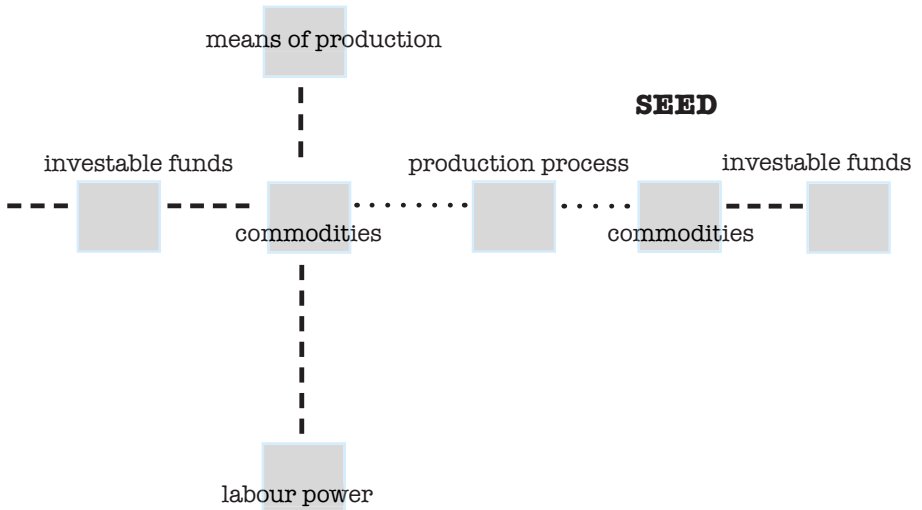 means of production
SEED
investable funds
production process
investable funds
commodities
commodities
labour power